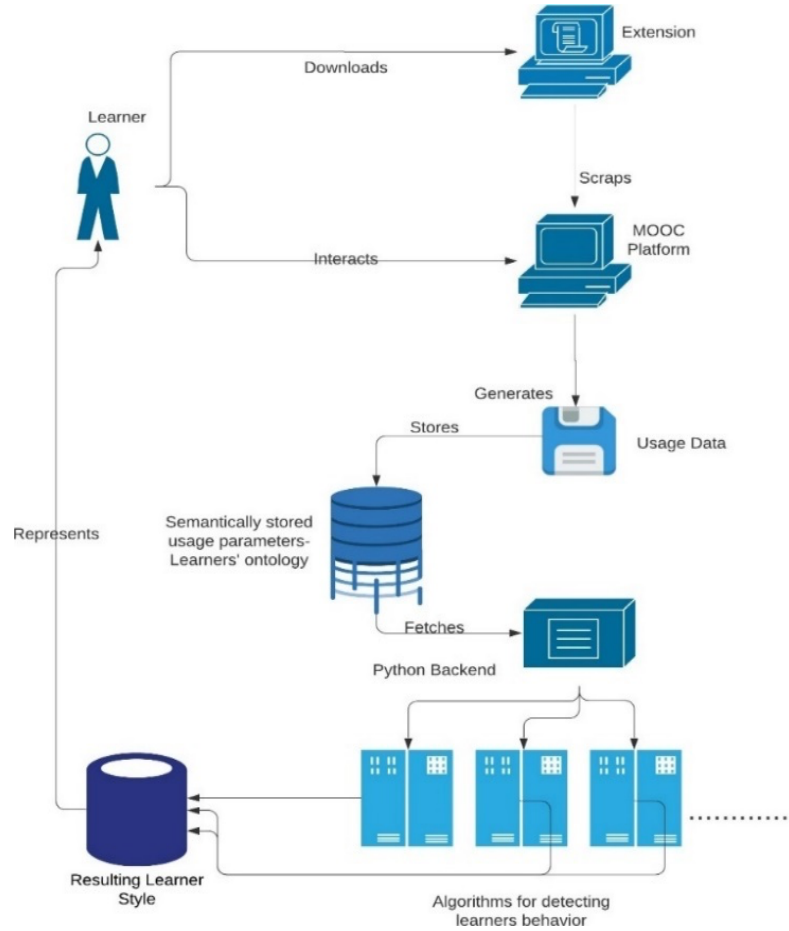 Extension
Downloads
Learner
Scraps
MOOC
Platform
Interacts
Generates
Stores
Usage Data
Semantically stored
usage parameters-
Learners' ontology
Represents
Fetches
Python Backend
Resulting Learner
Style
Algorithms for detecting
learners behavior